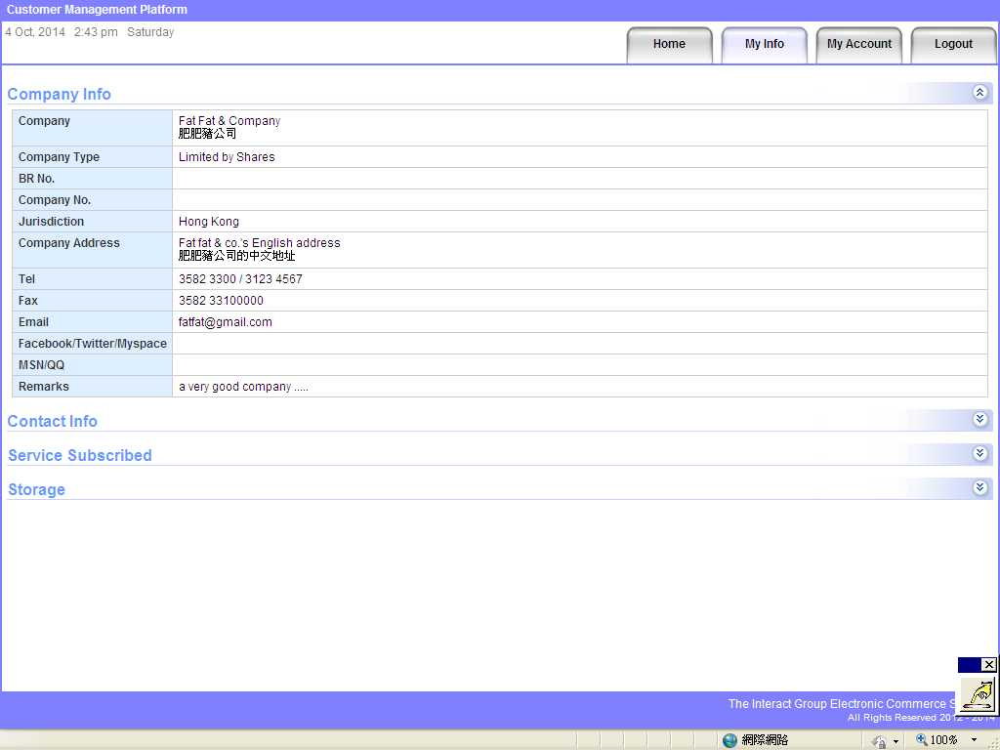 Customer Management Platform
4 Oct, 2014 2:43 pm Saturday
Home My Info My Account Logout
Company Info
Company Fat Fat & Company
肥肥豬公司
Company Type Limited by Shares
BR No.
Company No.
Jurisdiction Hong Kong
Company Address Fat fat & co.'s English address
肥肥豬公司的中文地址
Tel 3582 3300 / 3123 4567
Fax 3582 33100000
Email fatfat@gmail.com
Facebook/Twitter/Myspace
MSN/QQ
Remarks a very good company .....
Contact Info
Service Subscribed
Storage
The Interact Group Electronic Commerce
All Rights Reserved 2012 - 2014
網際網路 100%